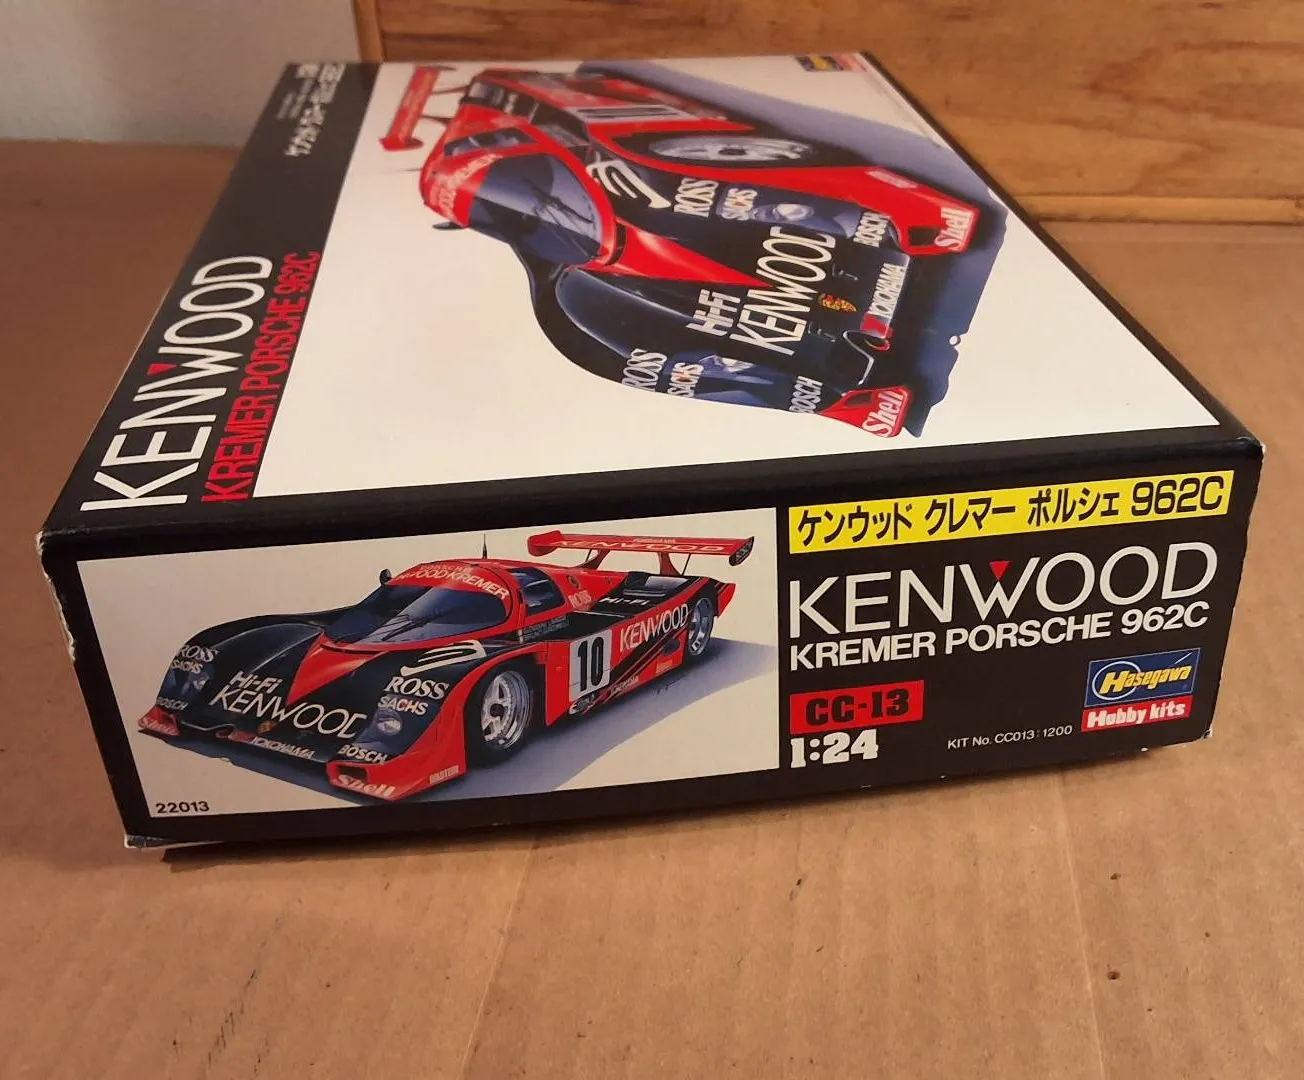 KENWOOD
KREMER PORSCHE 962C
ROSS
SACHS
BOSCH
Shell
Hi-Fi
KENWOOD
YOKOHAMA
ROSS
SACHS
BOSCH
Shell
KENWOOD
KREMER
ROSS
BOSCH
Hi-Fi
KENWOOD
YOKOHAMA
ROSS
SACHS
BOSCH
Shell
Hi-Fi
KENWOOD
10
22013
ケンウッド クレマー ポルシェ 962C
KENWOOD
KREMER PORSCHE 962C
CC-13
1:24
KIT No. CC013:1200
Hasegawa
Hobby kits